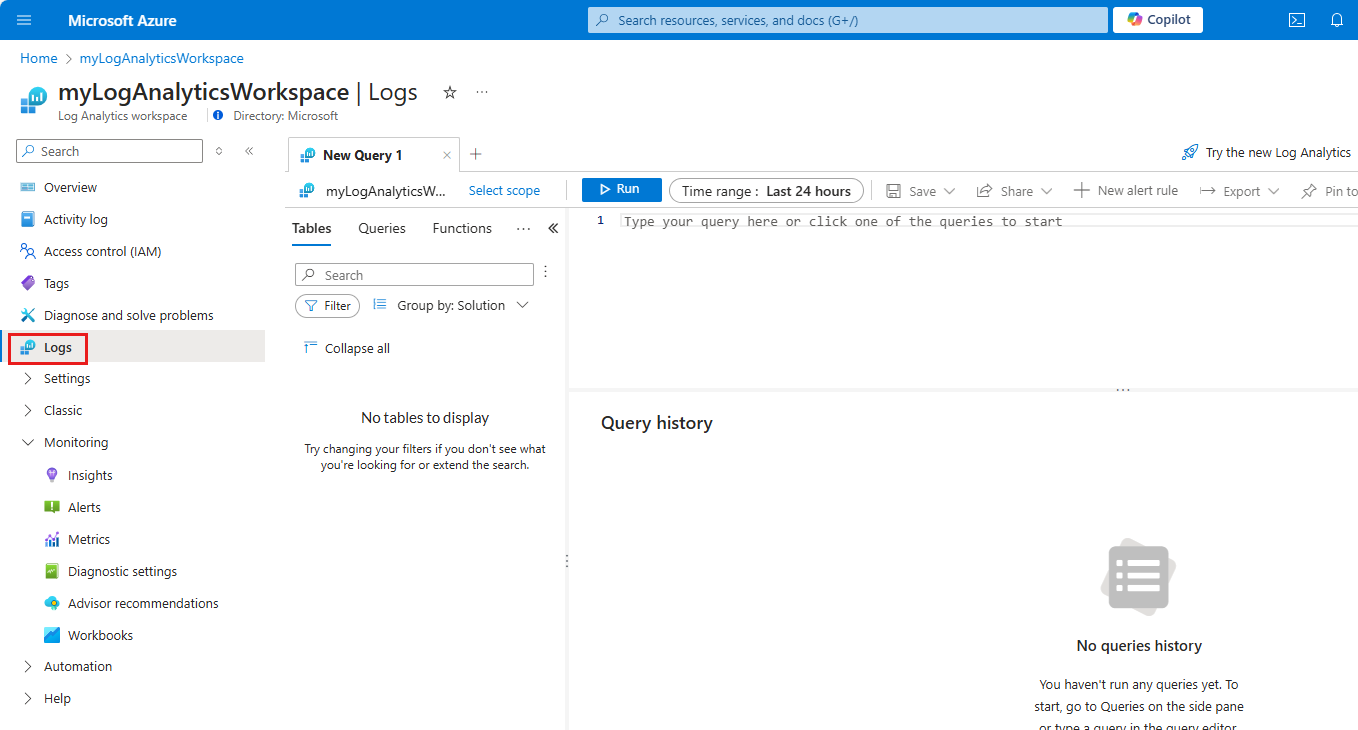 Microsoft Azure
Search resources, services, and docs (G+/)
Copilot
Home > myLogAnalyticsWorkspace
myLogAnalyticsWorkspace | Logs
Log Analytics workspace
Directory: Microsoft
Search
Overview
Activity log
Access control (IAM)
Tags
Diagnose and solve problems
Logs
Settings
Classic
Monitoring
Insights
Alerts
Metrics
Diagnostic settings
Advisor recommendations
Workbooks
Automation
Help
New Query 1
Try the new Log Analytics
myLogAnalyticsW...
Select scope
Run
Time range : Last 24 hours
Save
Share
New alert rule
Export
Pin to
Tables
Queries
Functions
Search
Filter
Group by: Solution
Collapse all
No tables to display
Try changing your filters if you don't see what
you're looking for or extend the search.
1
Type your query here or click one of the queries to start
Query history
No queries history
You haven't run any queries yet. To
start, go to Queries on the side pane
or type a query in the query editor.